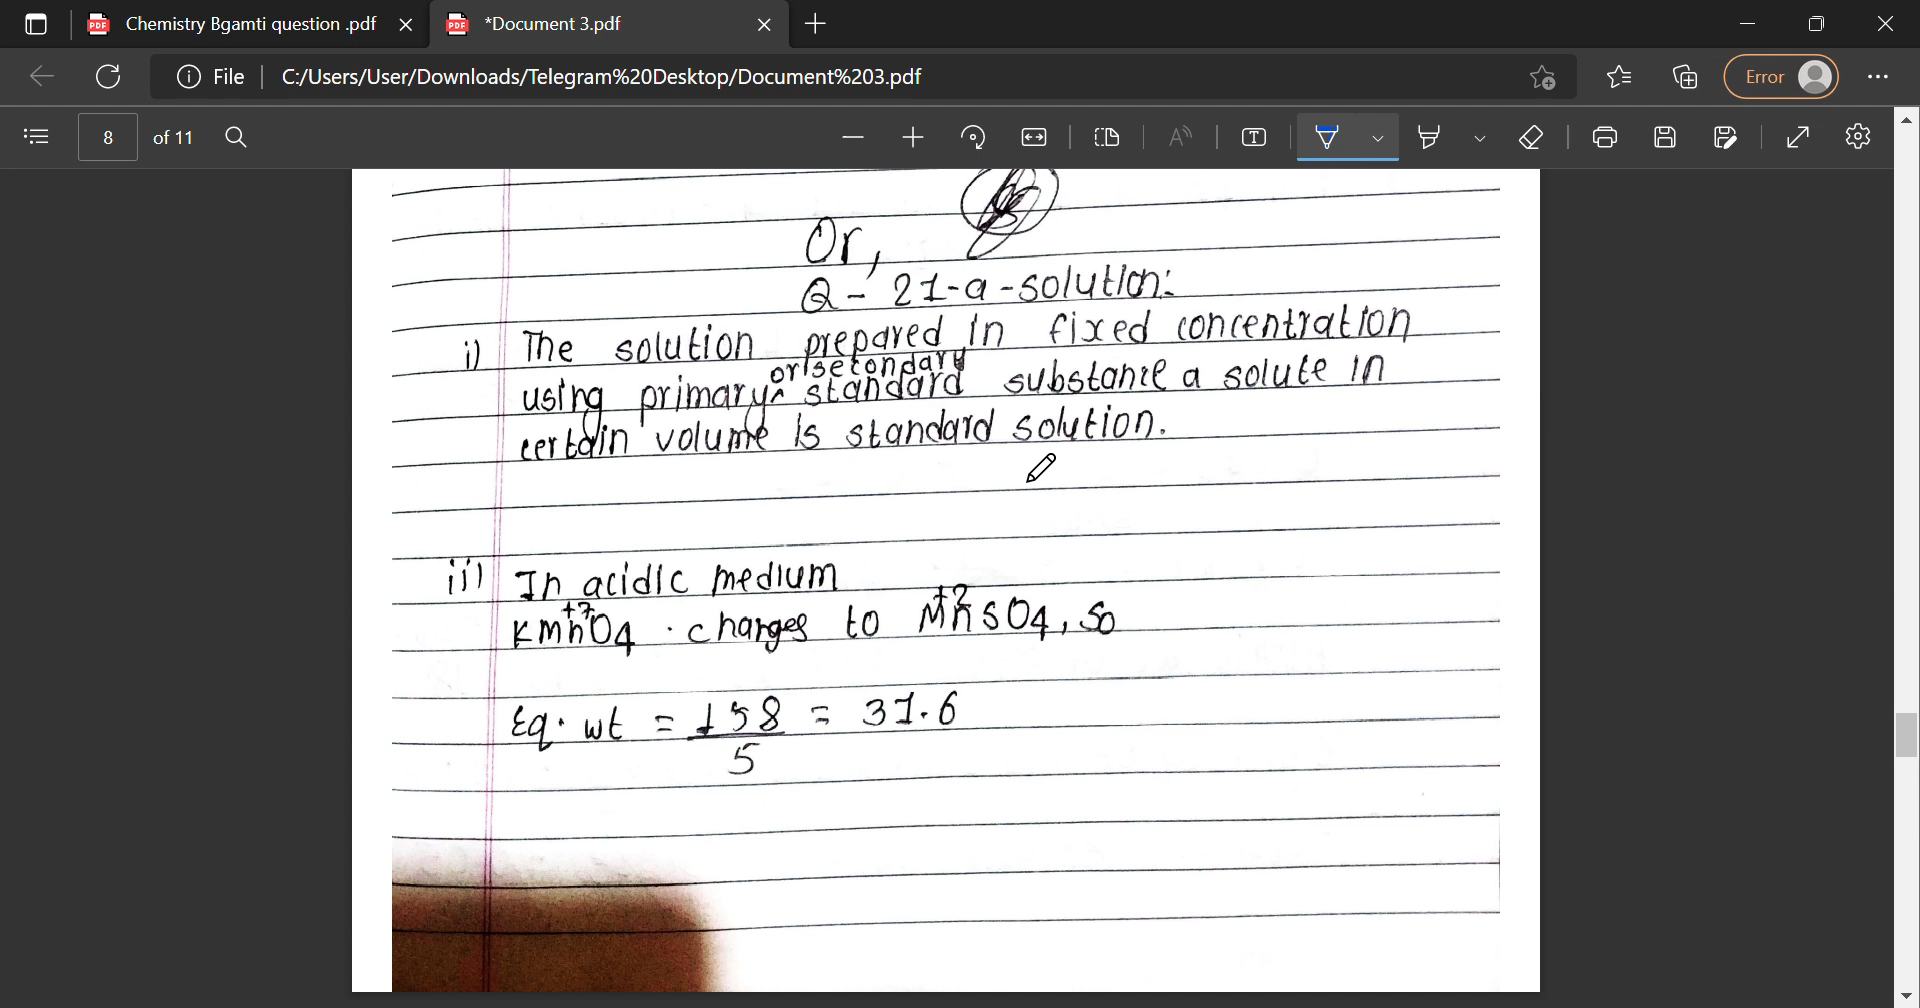 Chemistry Bgamti question .pdf
*Document 3.pdf
File
C:/Users/User/Downloads/Telegram%20Desktop/Document%203.pdf
Error
8 of 11
Or,
Q - 21-a-solution:
i) The solution prepared in fixed concentration
or secondary
using primary ^ standard substance a solute in
certain volume is standard solution.
iii) In acidic medium
+7 +2
KMnO4 . changes to MnSO4, So
Eq. wt = 158 = 31.6
5